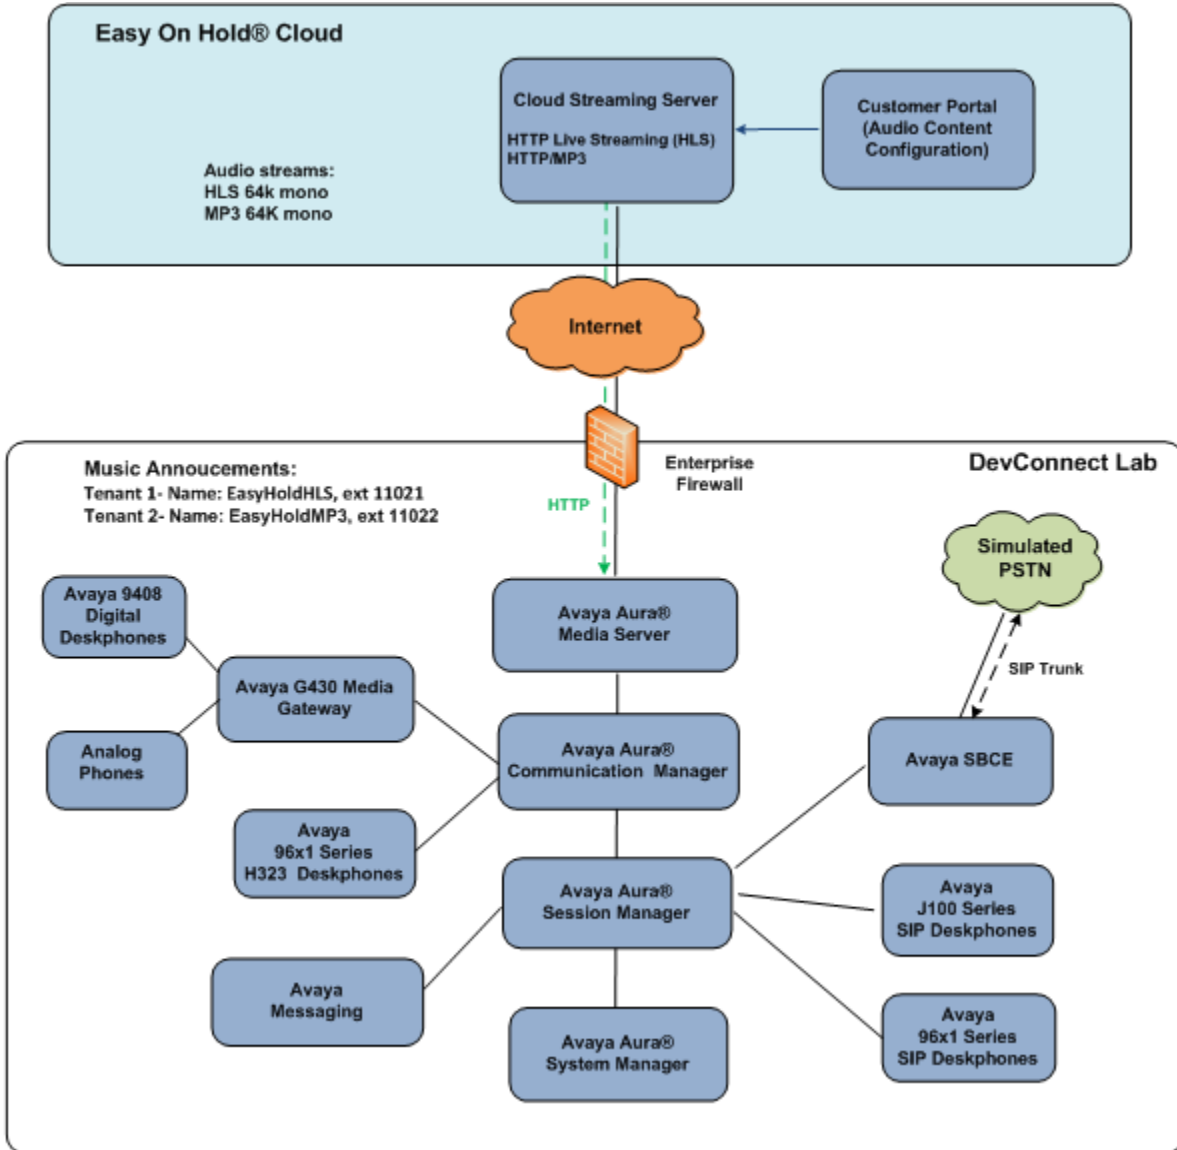 Easy On Hold® Cloud
Cloud Streaming Server
HTTP Live Streaming (HLS)
HTTP/MP3
Customer Portal
(Audio Content
Configuration)
Audio streams:
HLS 64k mono
MP3 64K mono
Internet
Enterprise
Firewall
DevConnect Lab
Music Annoucements:
Tenant 1- Name: EasyHoldHLS, ext 11021
Tenant 2- Name: EasyHoldMP3, ext 11022
HTTP
Simulated
PSTN
SIP Trunk
Avaya 9408
Digital
Deskphones
Avaya Aura®
Media Server
Avaya G430 Media
Gateway
Analog
Phones
Avaya Aura®
Communication Manager
Avaya SBCE
Avaya
96x1 Series
H323 Deskphones
Avaya Aura®
Session Manager
Avaya
J100 Series
SIP Deskphones
Avaya
Messaging
Avaya Aura®
System Manager
Avaya
96x1 Series
SIP Deskphones